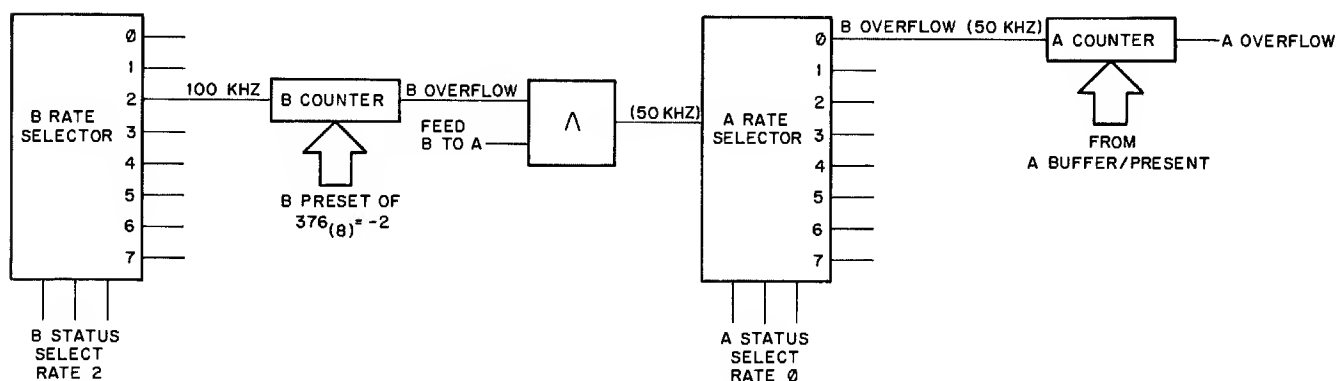 B RATE
SELECTOR
Ø
1
2
3
4
5
6
7
B STATUS
SELECT
RATE 2
100 KHZ
B COUNTER
B PRESET OF
376(8) = -2
B OVERFLOW
FEED
B TO A
Λ
(50 KHZ)
A RATE
SELECTOR
Ø
1
2
3
4
5
6
7
A STATUS
SELECT
RATE Ø
B OVERFLOW (50 KHZ)
A COUNTER
A OVERFLOW
FROM
A BUFFER/PRESENT